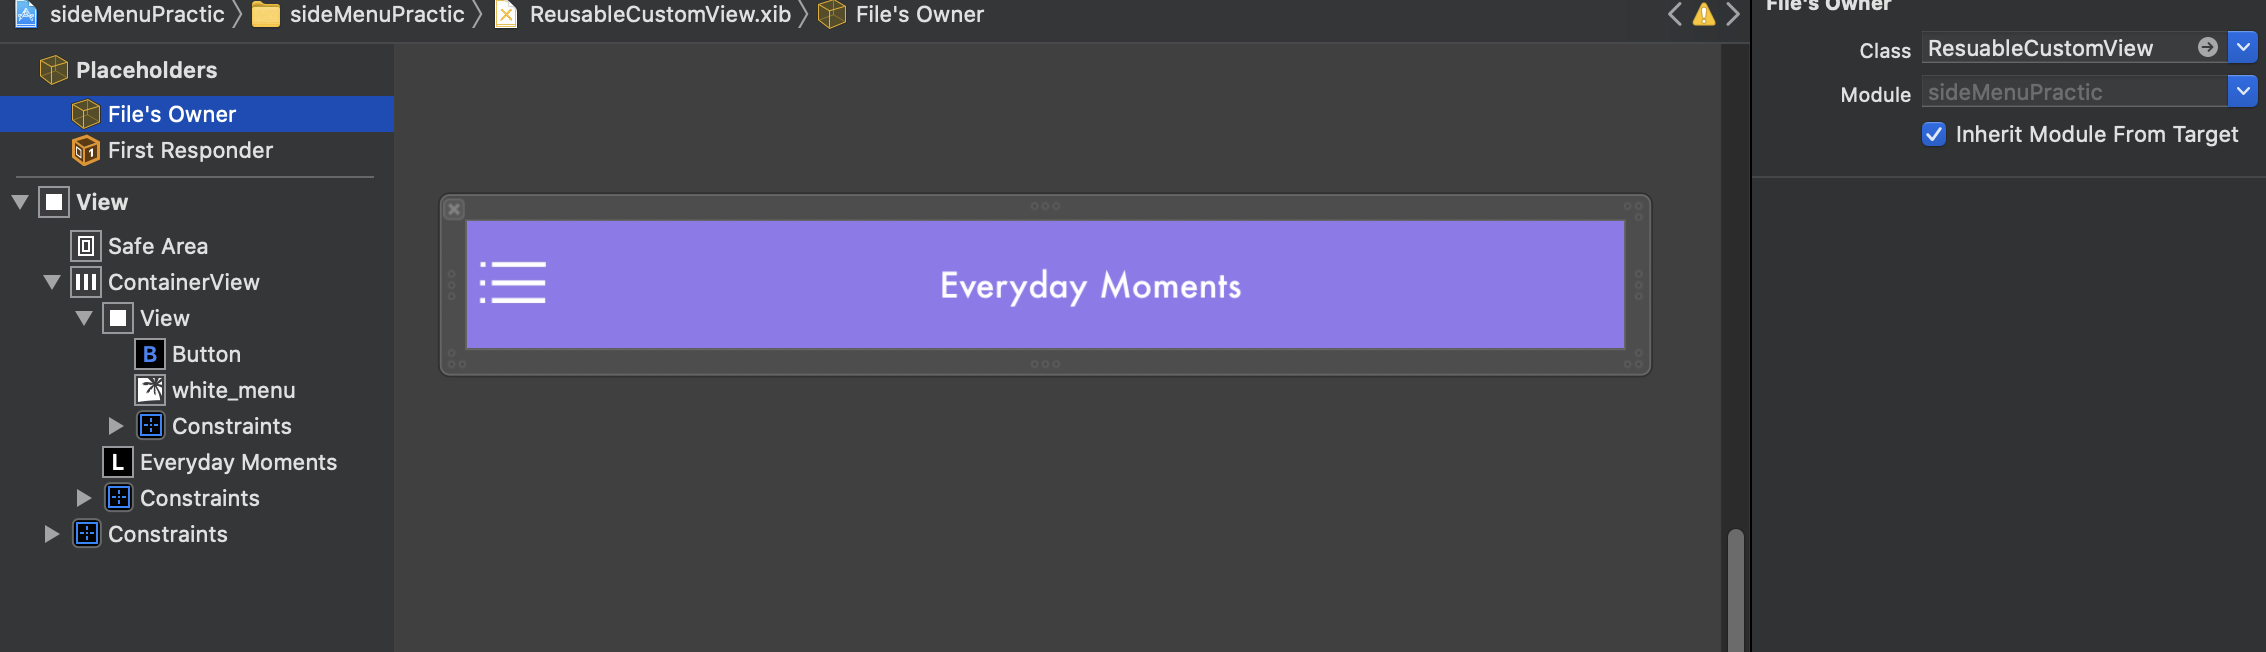 sideMenuPractic sideMenuPractic ReusableCustomView.xib File's Owner
Placeholders
File's Owner
First Responder
View
Safe Area
ContainerView
View
B Button
white_menu
Constraints
L Everyday Moments
Constraints
Constraints
Everyday Moments
File's Owner
Class ResuableCustomView
Module sideMenuPractic
Inherit Module From Target